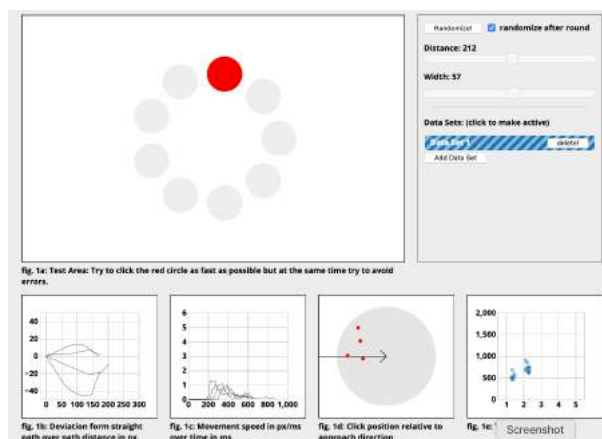 Randomize!
randomize after round
Distance: 212
Width: 57
Data Sets: (click to make active)
Data Set 1
delete!
Add Data Set
fig. 1a: Test Area: Try to click the red circle as fast as possible but at the same time try to avoid
errors.
40
20
0
−20
−40
0 50 100 150 200 250 300
fig. 1b: Deviation form straight
path over path distance in px.
6
5
4
3
2
1
0
0 200 400 600 800 1,000
fig. 1c: Movement speed in px/ms
over time in ms.
fig. 1d: Click position relative to
approach direction.
2,000
1,500
1,000
500
0
1 2 3 4 5
fig. 1e:
Screenshot